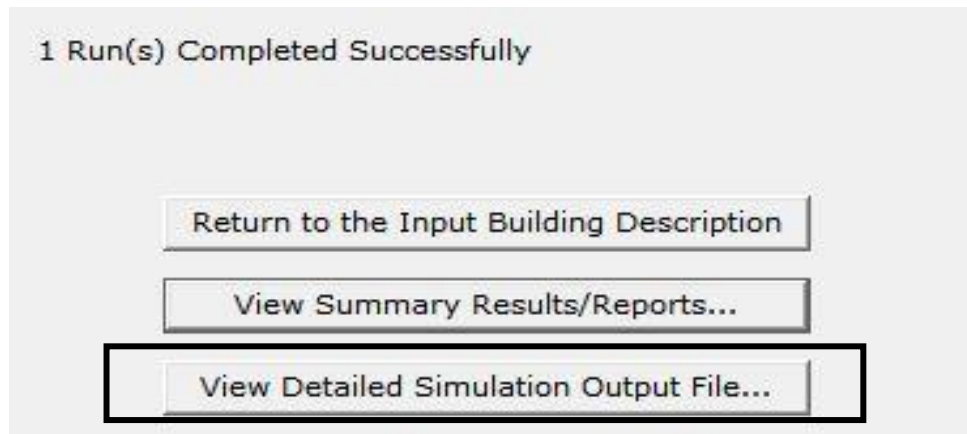 1 Run(s) Completed Successfully
Return to the Input Building Description
View Summary Results/Reports...
View Detailed Simulation Output File...